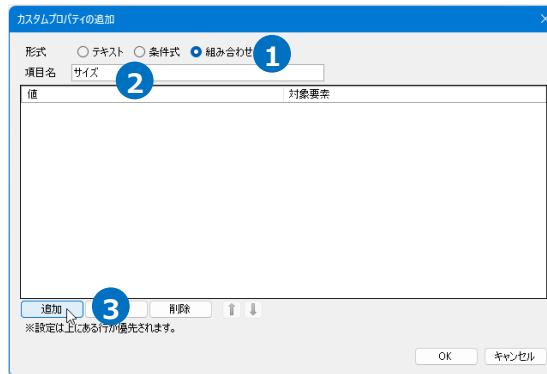 カスタムプロパティの追加
形式 テキスト 条件式 組み合わせ 1
項目名 サイズ 2
値 対象要素
追加 3 削除
※設定は上にある行が優先されます。
OK キャンセル